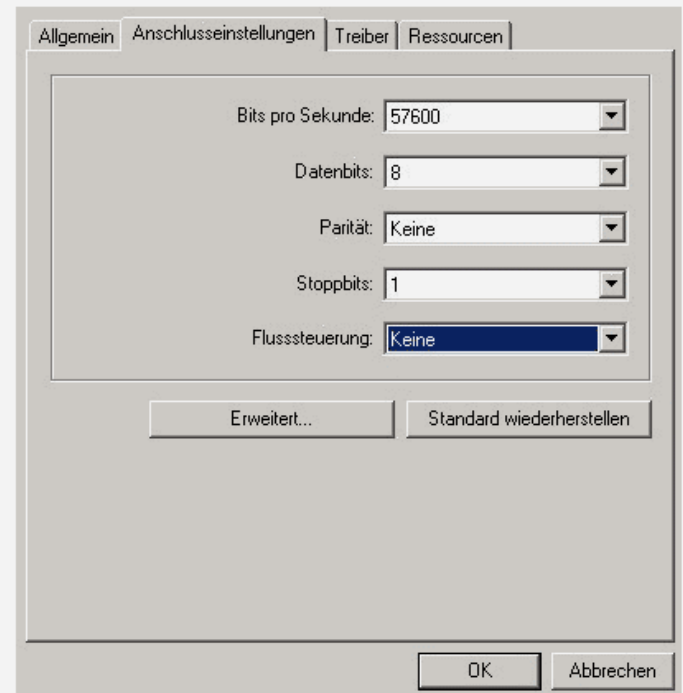 Allgemein Anschlusseinstellungen Treiber Ressourcen
Bits pro Sekunde: 57600
Datenbits: 8
Parität: Keine
Stoppbits: 1
Flusssteuerung: Keine
Erweitert... Standard wiederherstellen
OK Abbrechen